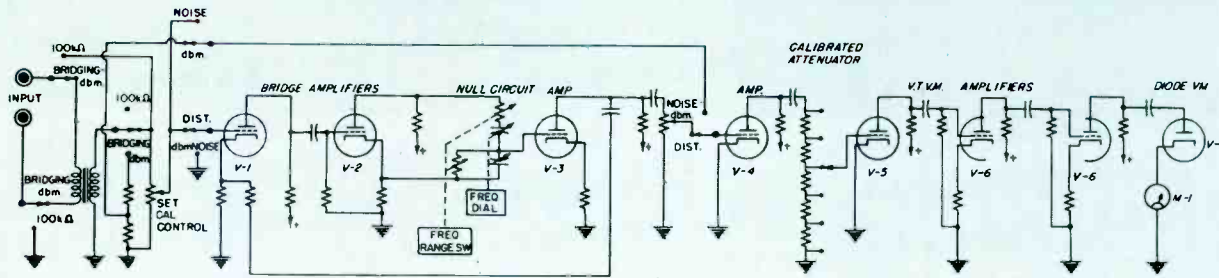 NOISE
100kΩ
BRIDGING
dbm
INPUT
BRIDGING
dbm
100kΩ
100kΩ
BRIDGING
dbm
SET
CAL
CONTROL
dbm
DIST.
dbm NOISE
V-1
BRIDGE AMPLIFIERS
V-2
NULL CIRCUIT
FREQ
DIAL
FREQ
RANGE SW
AMP
V-3
NOISE
dbm
DIST.
AMP.
V-4
CALIBRATED
ATTENUATOR
V-5
V.T.V.M. AMPLIFIERS
V-6
V-6
DIODE VM
M-1